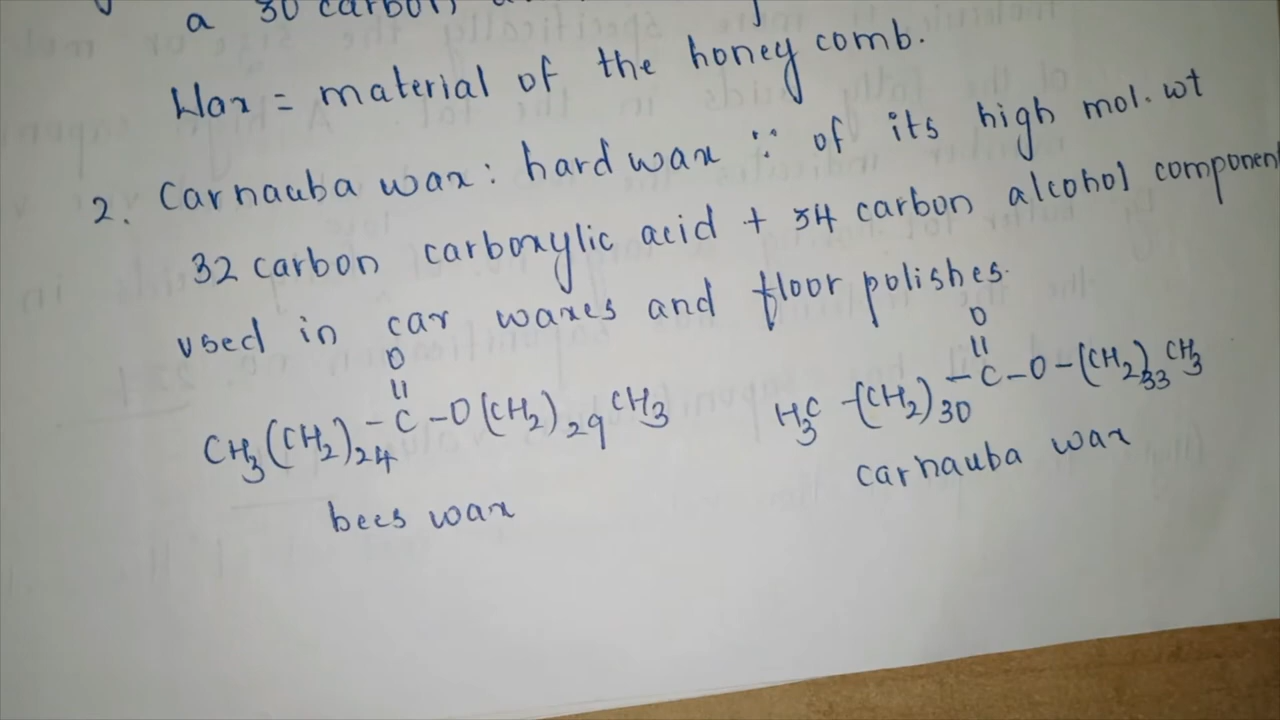 a 30 carbon
Wax = material of the honey comb.
2. Carnauba wax: hard wax ∵ of its high mol. wt
32 carbon carboxylic acid + 34 carbon alcohol component
used in car waxes and floor polishes.
CH3(CH2)24-C(=O)-O(CH2)29CH3 H3C-(CH2)30-C(=O)-O-(CH2)33CH3
bees wax carnauba wax